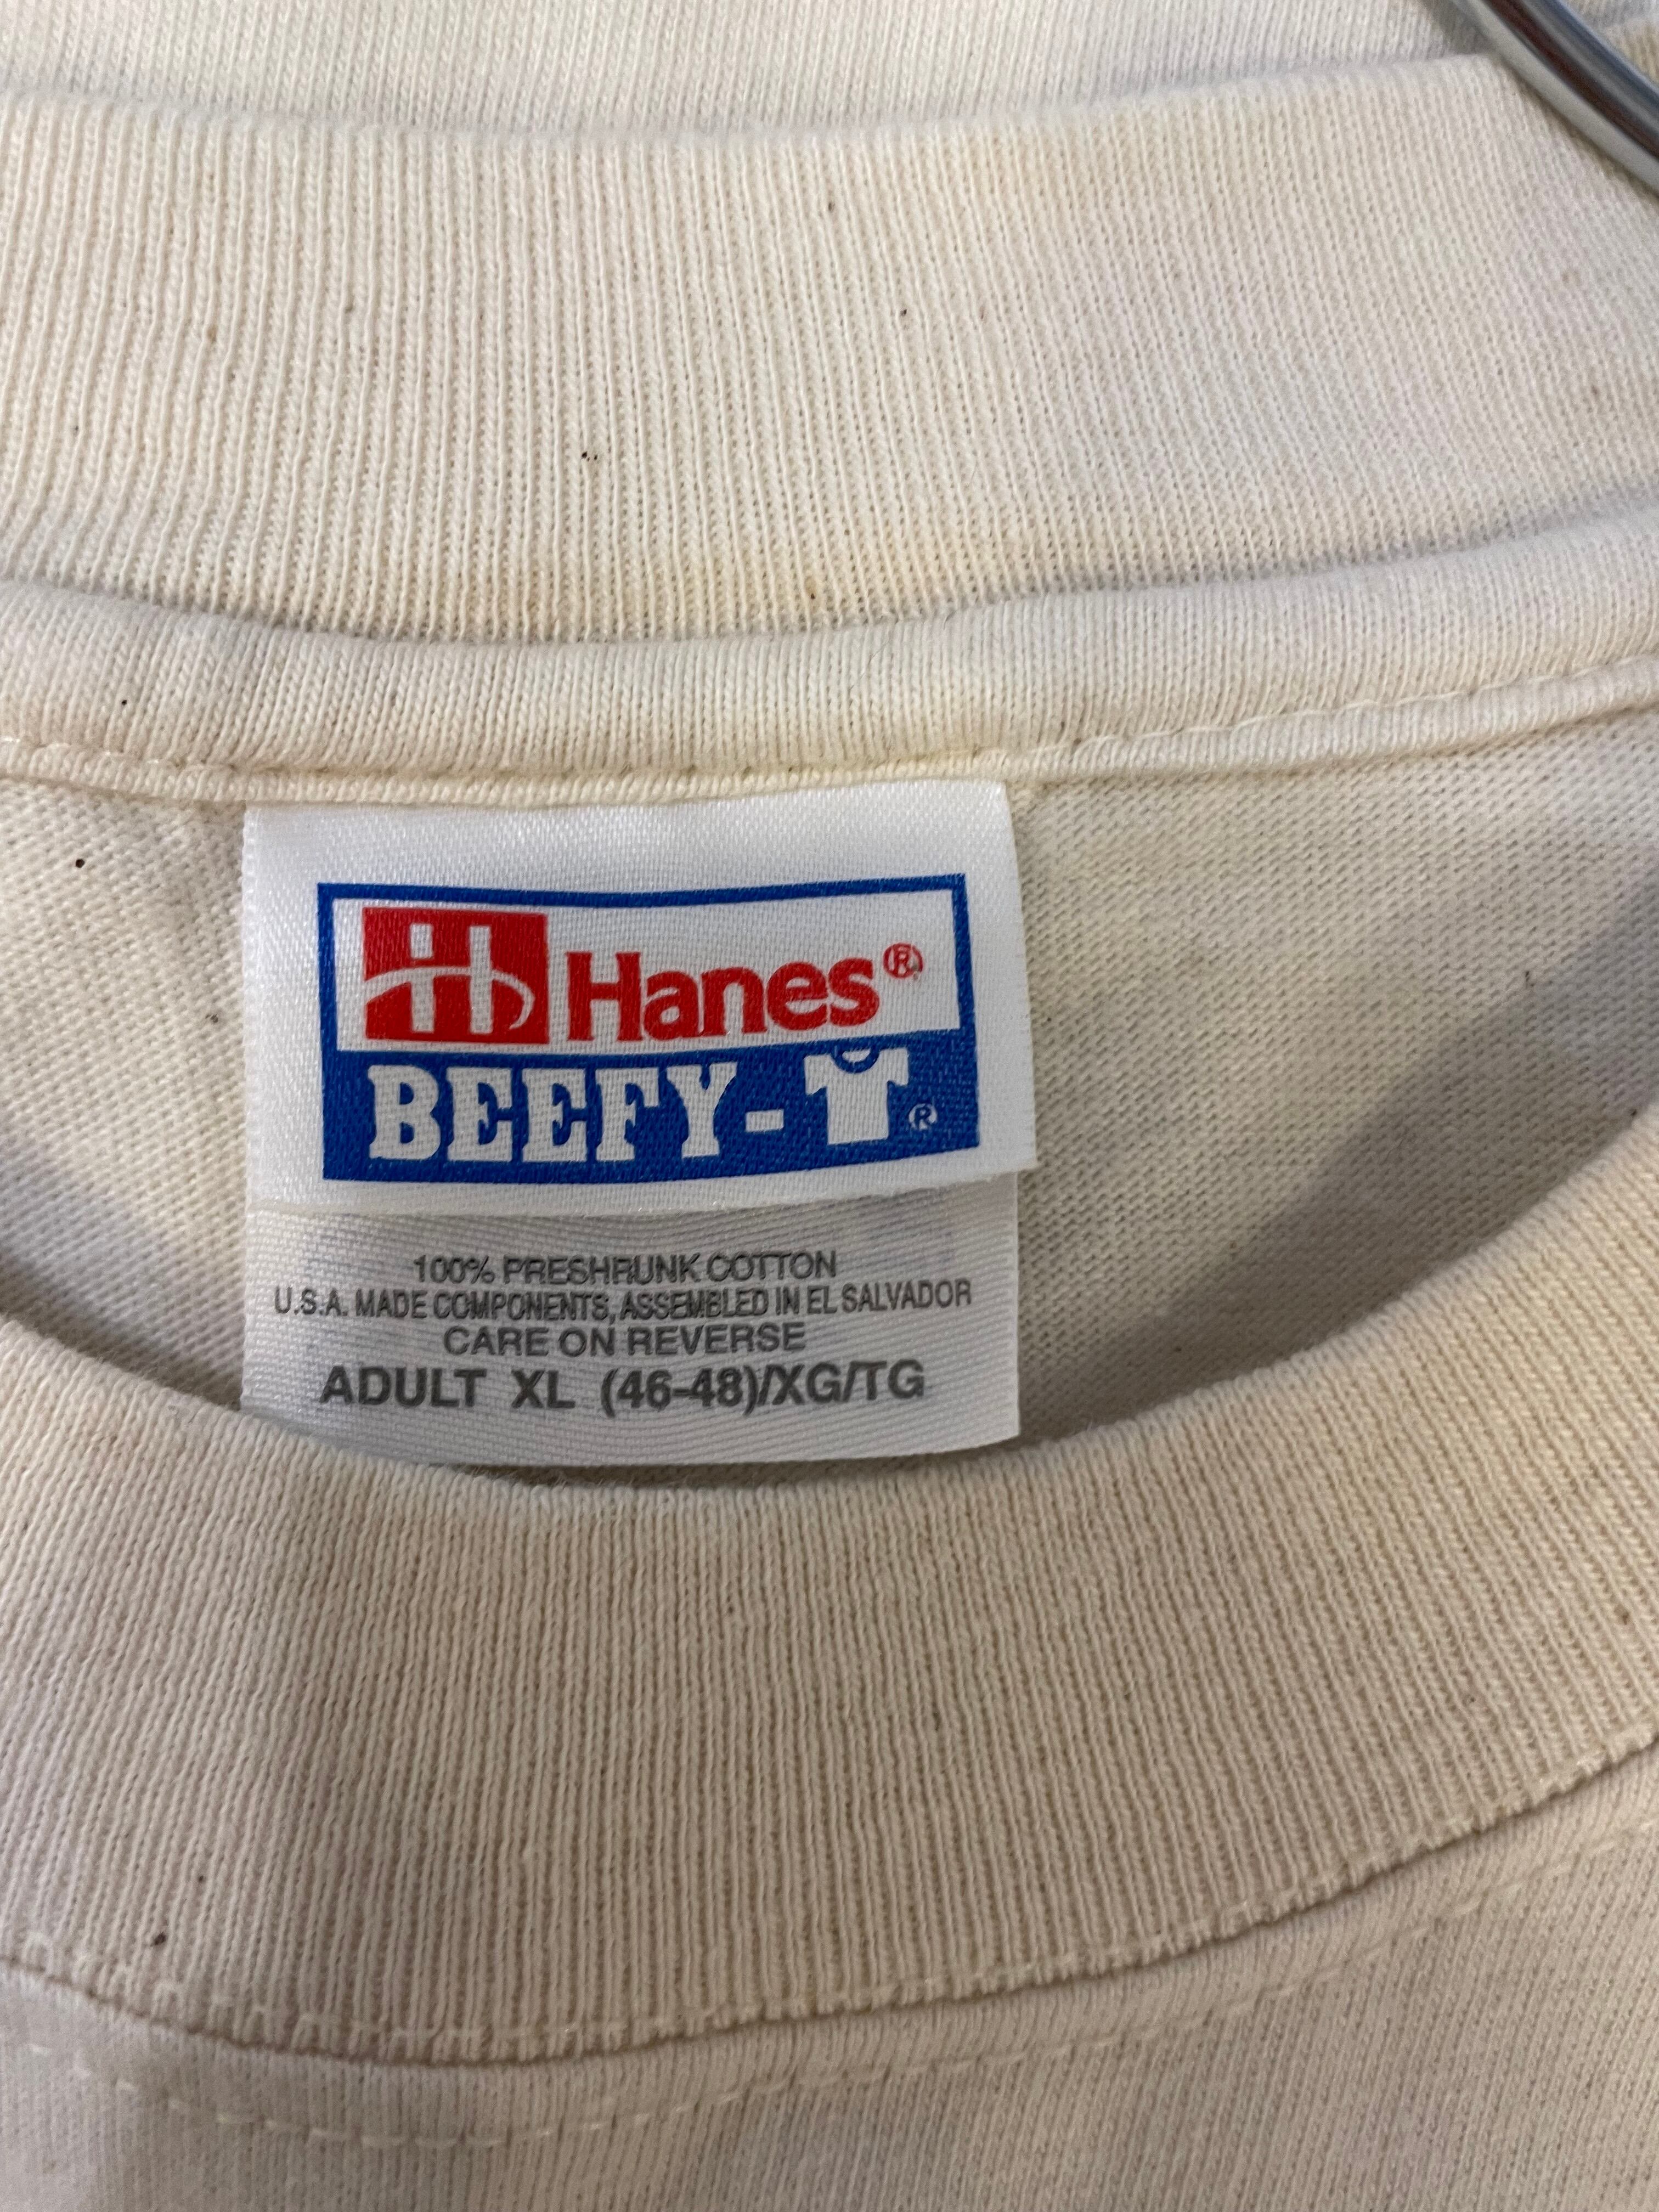 H Hanes®
BEEFY-T®
100% PRESHRUNK COTTON
U.S.A. MADE COMPONENTS, ASSEMBLED IN EL SALVADOR
CARE ON REVERSE
ADULT XL (46-48)/XG/TG